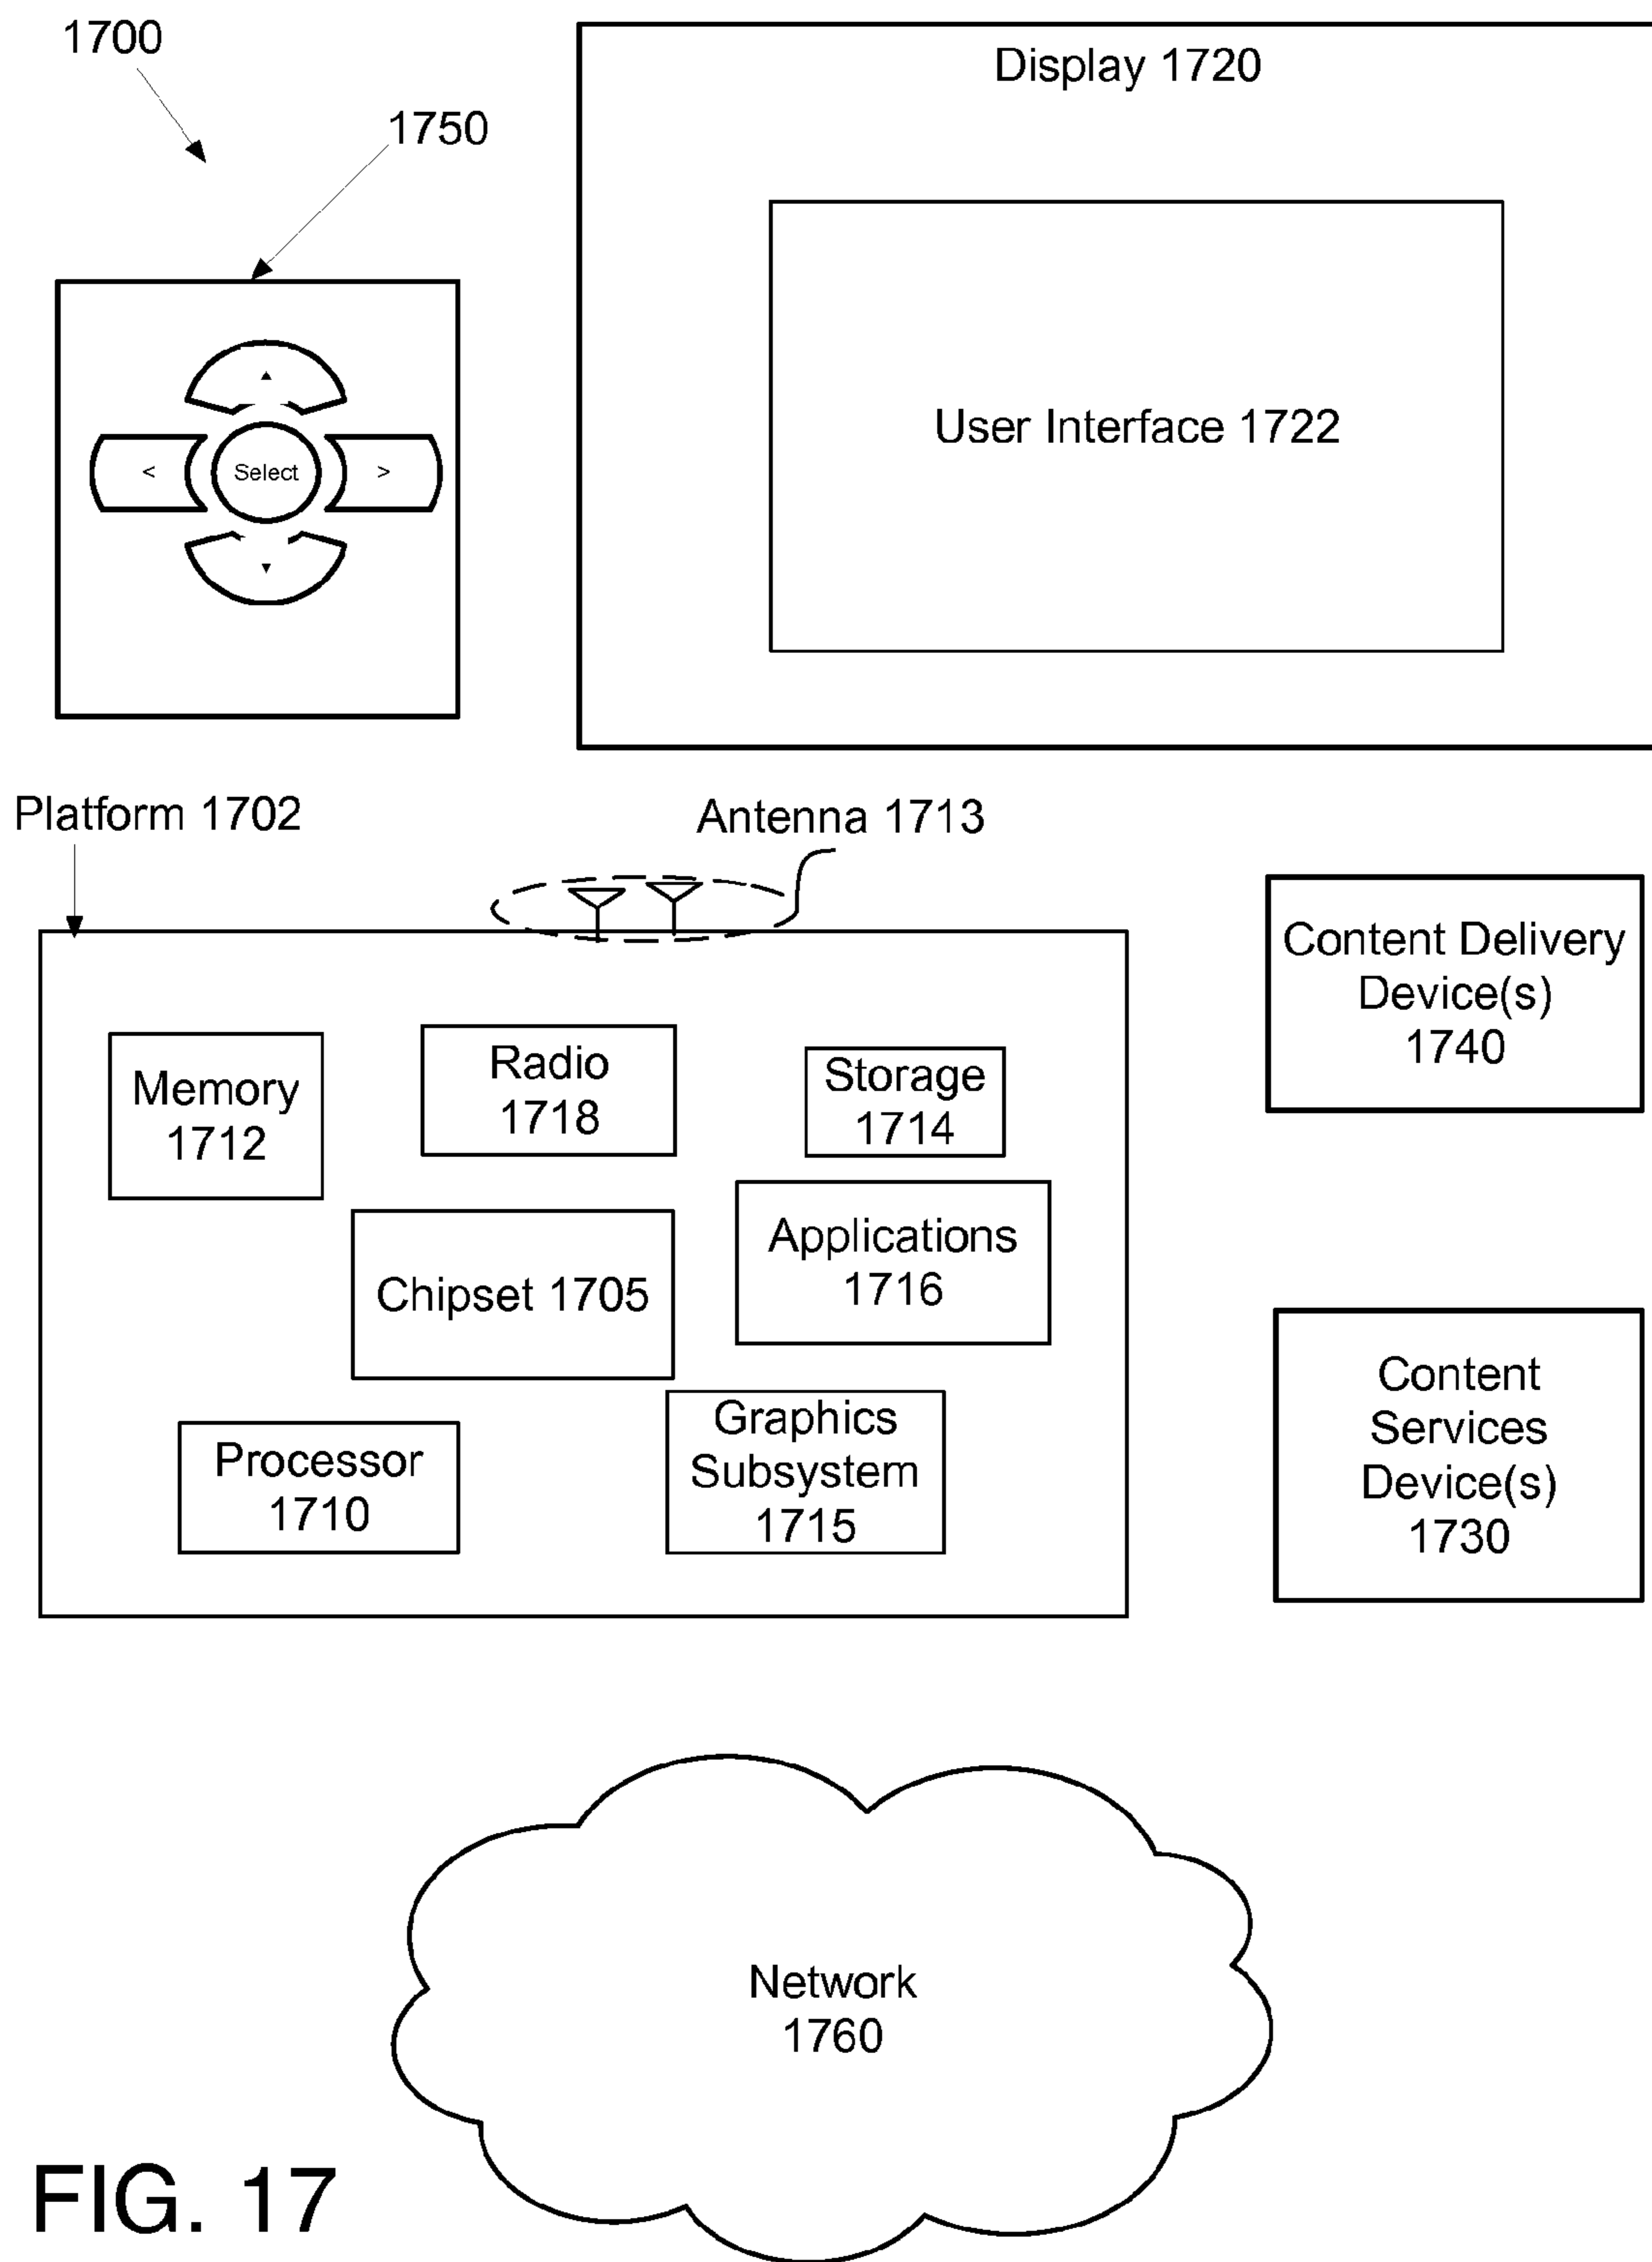 1700
Display 1720
1750
User Interface 1722
<
Select
>
Platform 1702
Antenna 1713
Content Delivery
Device(s)
1740
Memory
1712
Radio
1718
Storage
1714
Chipset 1705
Applications
1716
Content
Services
Device(s)
1730
Processor
1710
Graphics
Subsystem
1715
Network
1760
FIG. 17